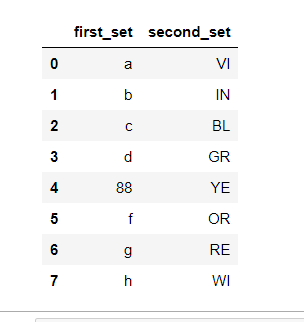 first_set second_set
0 a VI
1 b IN
2 c BL
3 d GR
4 88 YE
5 f OR
6 g RE
7 h WI